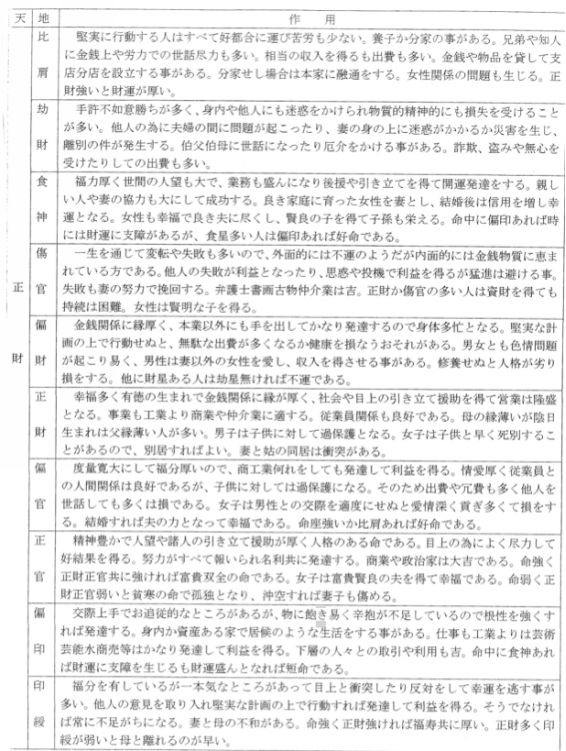 天 地 作用
正財
比肩
堅実に行動する人はすべて好都合に運び苦労も少ない。養子か分家の事がある。兄弟や知人
に金銭上や労力での世話尽力も多い。相当の収入を得るも出費も多い。金銭や物品を貸して支
店分店を設立する事がある。分家せし場合は本家に融通をする。女性関係の問題も生じる。正
財強いと財運が厚い。
劫財
手許不如意勝ちが多く、身内や他人にも迷惑をかけられ物質的精神的にも損失を受けること
が多い。他人の為に夫婦の間に問題が起こったり、妻の身の上に迷惑がかかるか災害を生じ、
離別の件が発生する。伯父伯母に世話になったり厄介をかける事がある。詐欺、盗みや無心を
受けたりしての出費も多い。
食神
福力厚く世間の人望も大で、業務も盛んになり後援や引き立てを得て開運発達をする。親し
い人や妻の協力も大にして成功する。良き家庭に育った女性を妻とし、結婚後は信用を増し幸
運となる。女性も幸福で良き夫に尽くし、賢良の子を得て子孫も栄える。命中に偏印あれば時
には財運に支障があるが、食星多い人は偏印あれば好命である。
傷官
一生を通じて変転や失敗も多いので、外面的には不運のようだが内面的には金銭物質に恵ま
れている方である。他人の失敗が利益となったり、思惑や投機で利益を得るが猛進は避ける事。
失敗も妻の努力で挽回する。弁護士書画古物仲介業は吉。正財か傷官の多い人は資財を得ても
持続は困難。女性は賢明な子を得る。
偏財
金銭関係に縁厚く、本業以外にも手を出してかなり発達するので身体多忙となる。堅実な計
画の上で行動せぬと、無駄な出費が多くなるか健康を損なうおそれがある。男女とも色情問題
が起こり易く、男性は妻以外の女性を愛し、収入を得させる事がある。修養せぬと人格が劣り
損をする。他に財星ある人は劫星無ければ不運である。
正財
幸福多く有徳の生まれで金銭関係に縁が厚く、社会や目上の引き立て援助を得て営業は隆盛
となる。事業も工業より商業や仲介業に適する。従業員関係も良好である。母の縁薄いが陰日
生まれは父縁薄い人が多い。男子は子供に対して過保護となる。女子は子供と早く死別するこ
とがあるので、別居すればよい。妻と姑の同居は衝突がある。
偏官
度量寛大にして福分厚いので、商工業何れをしても発達して利益を得る。情愛厚く従業員と
の人間関係は良好であるが、子供に対しては過保護になる。そのため出費や冗費も多く他人を
世話しても多くは損である。女子は男性との交際を適度にせぬと愛情深く貢ぎ多くて損をす
る。結婚すれば夫の力となって幸福である。命座強いか比肩あれば好命である。
正官
精神豊かで人望や諸人の引き立て援助が厚く人格のある命である。目上の為によく尽力して
好結果を得る。努力がすべて報いられ名利共に発達する。商業や政治家は大吉である。命強く
正財正官共に強ければ富貴双全の命である。女子は富貴賢良の夫を得て幸福である。命弱く正
財正官弱いと貧寒の命で孤独となり、沖空すれば妻子も傷める。
偏印
交際上手でお追従的なところがあるが、物に飽き易く辛抱が不足しているので根性を強くす
れば発達する。身内か資産ある家で居侯のような生活をする事がある。仕事も工業よりは芸術
芸能水商売等はかなり発達して利益を得る。下層の人々との取引や利用も吉。命中に食神あれ
ば財運に支障を生じるも財運盛んとなれば短命である。
印綬
福分を有しているが一本気なところがあって目上と衝突したり反対をして幸運を逃す事が
多い。他人の意見を取り入れ堅実な計画の上で行動すれば発達して利益を得る。そうでなけれ
ば常に不足がちになる。妻と母の不和がある。命強く正財強ければ福寿共に厚い。正財多く印
綬が弱いと母と離れるのが早い。